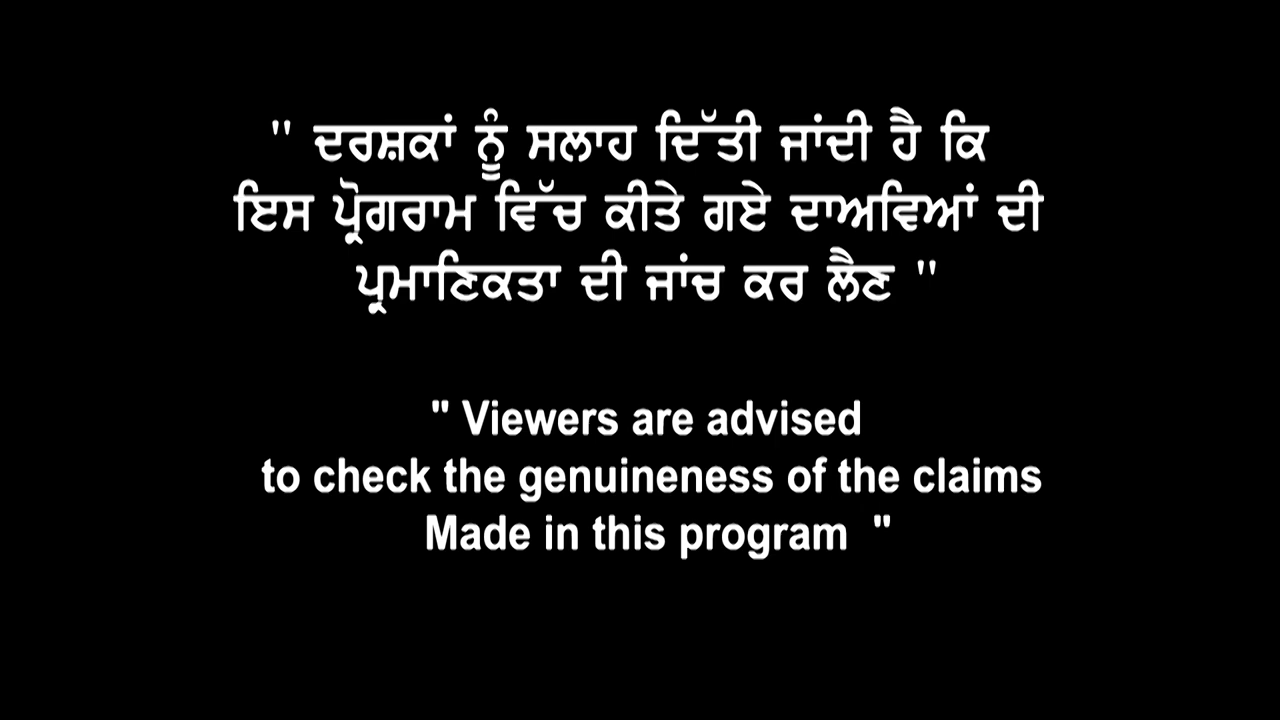 " ਦਰਸ਼ਕਾਂ ਨੂੰ ਸਲਾਹ ਦਿੱਤੀ ਜਾਂਦੀ ਹੈ ਕਿ
ਇਸ ਪ੍ਰੋਗਰਾਮ ਵਿੱਚ ਕੀਤੇ ਗਏ ਦਾਅਵਿਆਂ ਦੀ
ਪ੍ਰਮਾਣਿਕਤਾ ਦੀ ਜਾਂਚ ਕਰ ਲੈਣ "
" Viewers are advised
to check the genuineness of the claims
Made in this program "